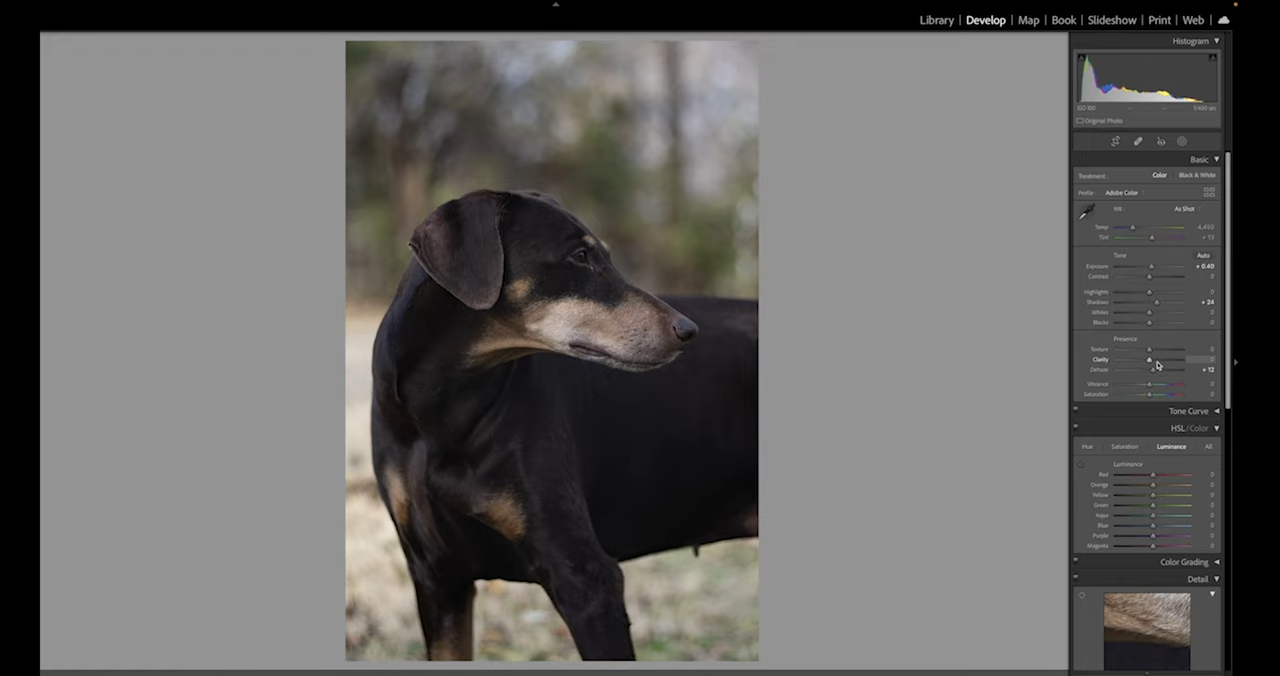 Library | Develop | Map | Book | Slideshow | Print | Web
Histogram
ISO 160 1/400 sec
Original Photo
Basic
Treatment: Color Black & White
Profile: Adobe Color
WB: As Shot
Temp 4,450
Tint + 13
Tone Auto
Exposure + 0.40
Contrast 0
Highlights 0
Shadows + 24
Whites 0
Blacks 0
Presence
Texture 0
Clarity 0
Dehaze + 12
Vibrance 0
Saturation 0
Tone Curve
HSL / Color
Hue Saturation Luminance All
Luminance
Red 0
Orange 0
Yellow 0
Green 0
Aqua 0
Blue 0
Purple 0
Magenta 0
Color Grading
Detail